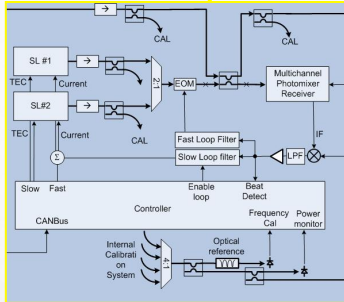 CAL
CAL
SL #1
TEC
Current
2:1
EOM
Multichannel
Photomixer
Receiver
SL#2
CAL
TEC
Current
Fast Loop Filter
Slow Loop filter
IF
LPF
Σ
Slow
Fast
Enable
loop
Beat
Detect
CANBus
Controller
Frequency
Cal
Power
monitor
Internal
Calibrati
on
System
4:1
Optical
reference